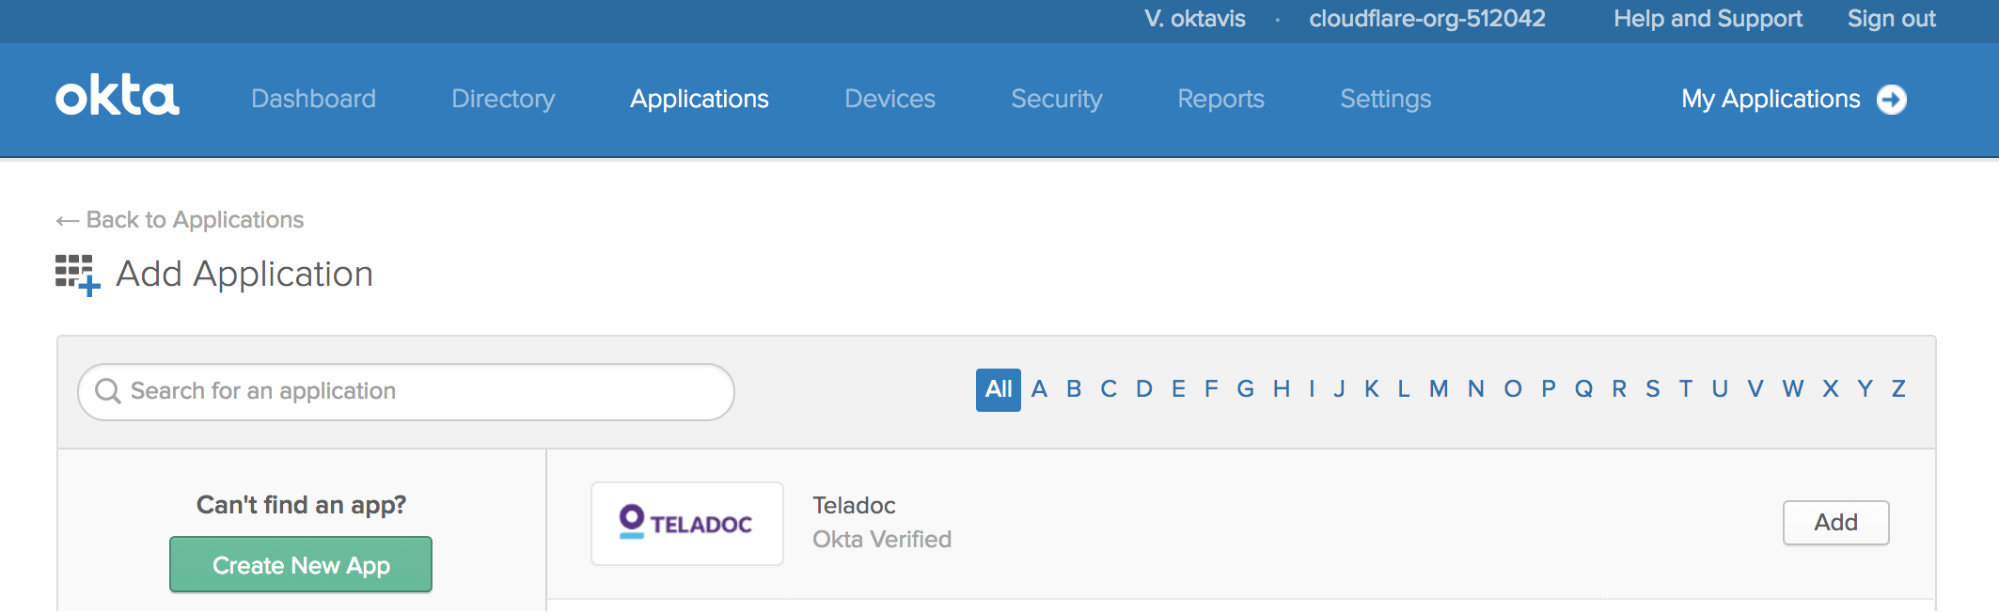 V. oktavis · cloudflare-org-512042 Help and Support Sign out
okta Dashboard Directory Applications Devices Security Reports Settings My Applications
← Back to Applications
Add Application
Search for an application All A B C D E F G H I J K L M N O P Q R S T U V W X Y Z
Can't find an app?
Create New App
TELADOC
Teladoc
Okta Verified
Add